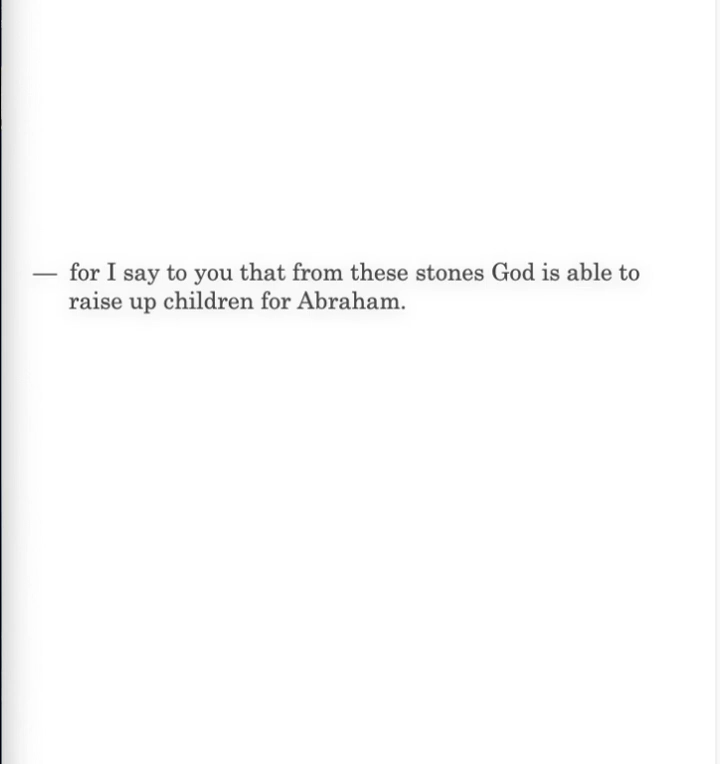 — for I say to you that from these stones God is able to
raise up children for Abraham.